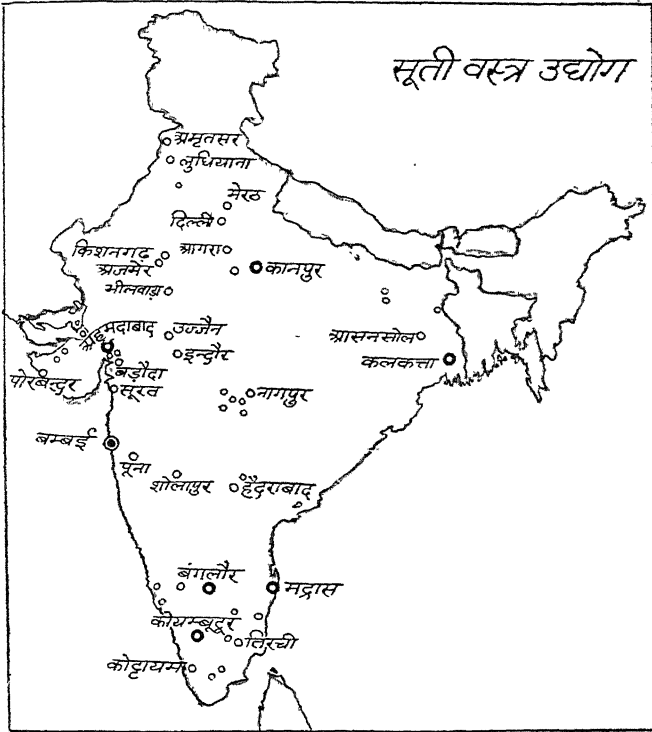 सूती वस्त्र उद्योग
अमृतसर
लुधियाना
मेरठ
दिल्ली
किशनगढ़
आगरा
अजमेर
कानपुर
भीलवाड़ा
अहमदाबाद
उज्जैन
आसनसोल
इन्दौर
कलकत्ता
बड़ौदा
पोरबन्दर
सूरत
नागपुर
बम्बई
पूना
शोलापुर
हैदराबाद
बंगलौर
मद्रास
कोयम्बटूर
तिरची
कोट्टायम